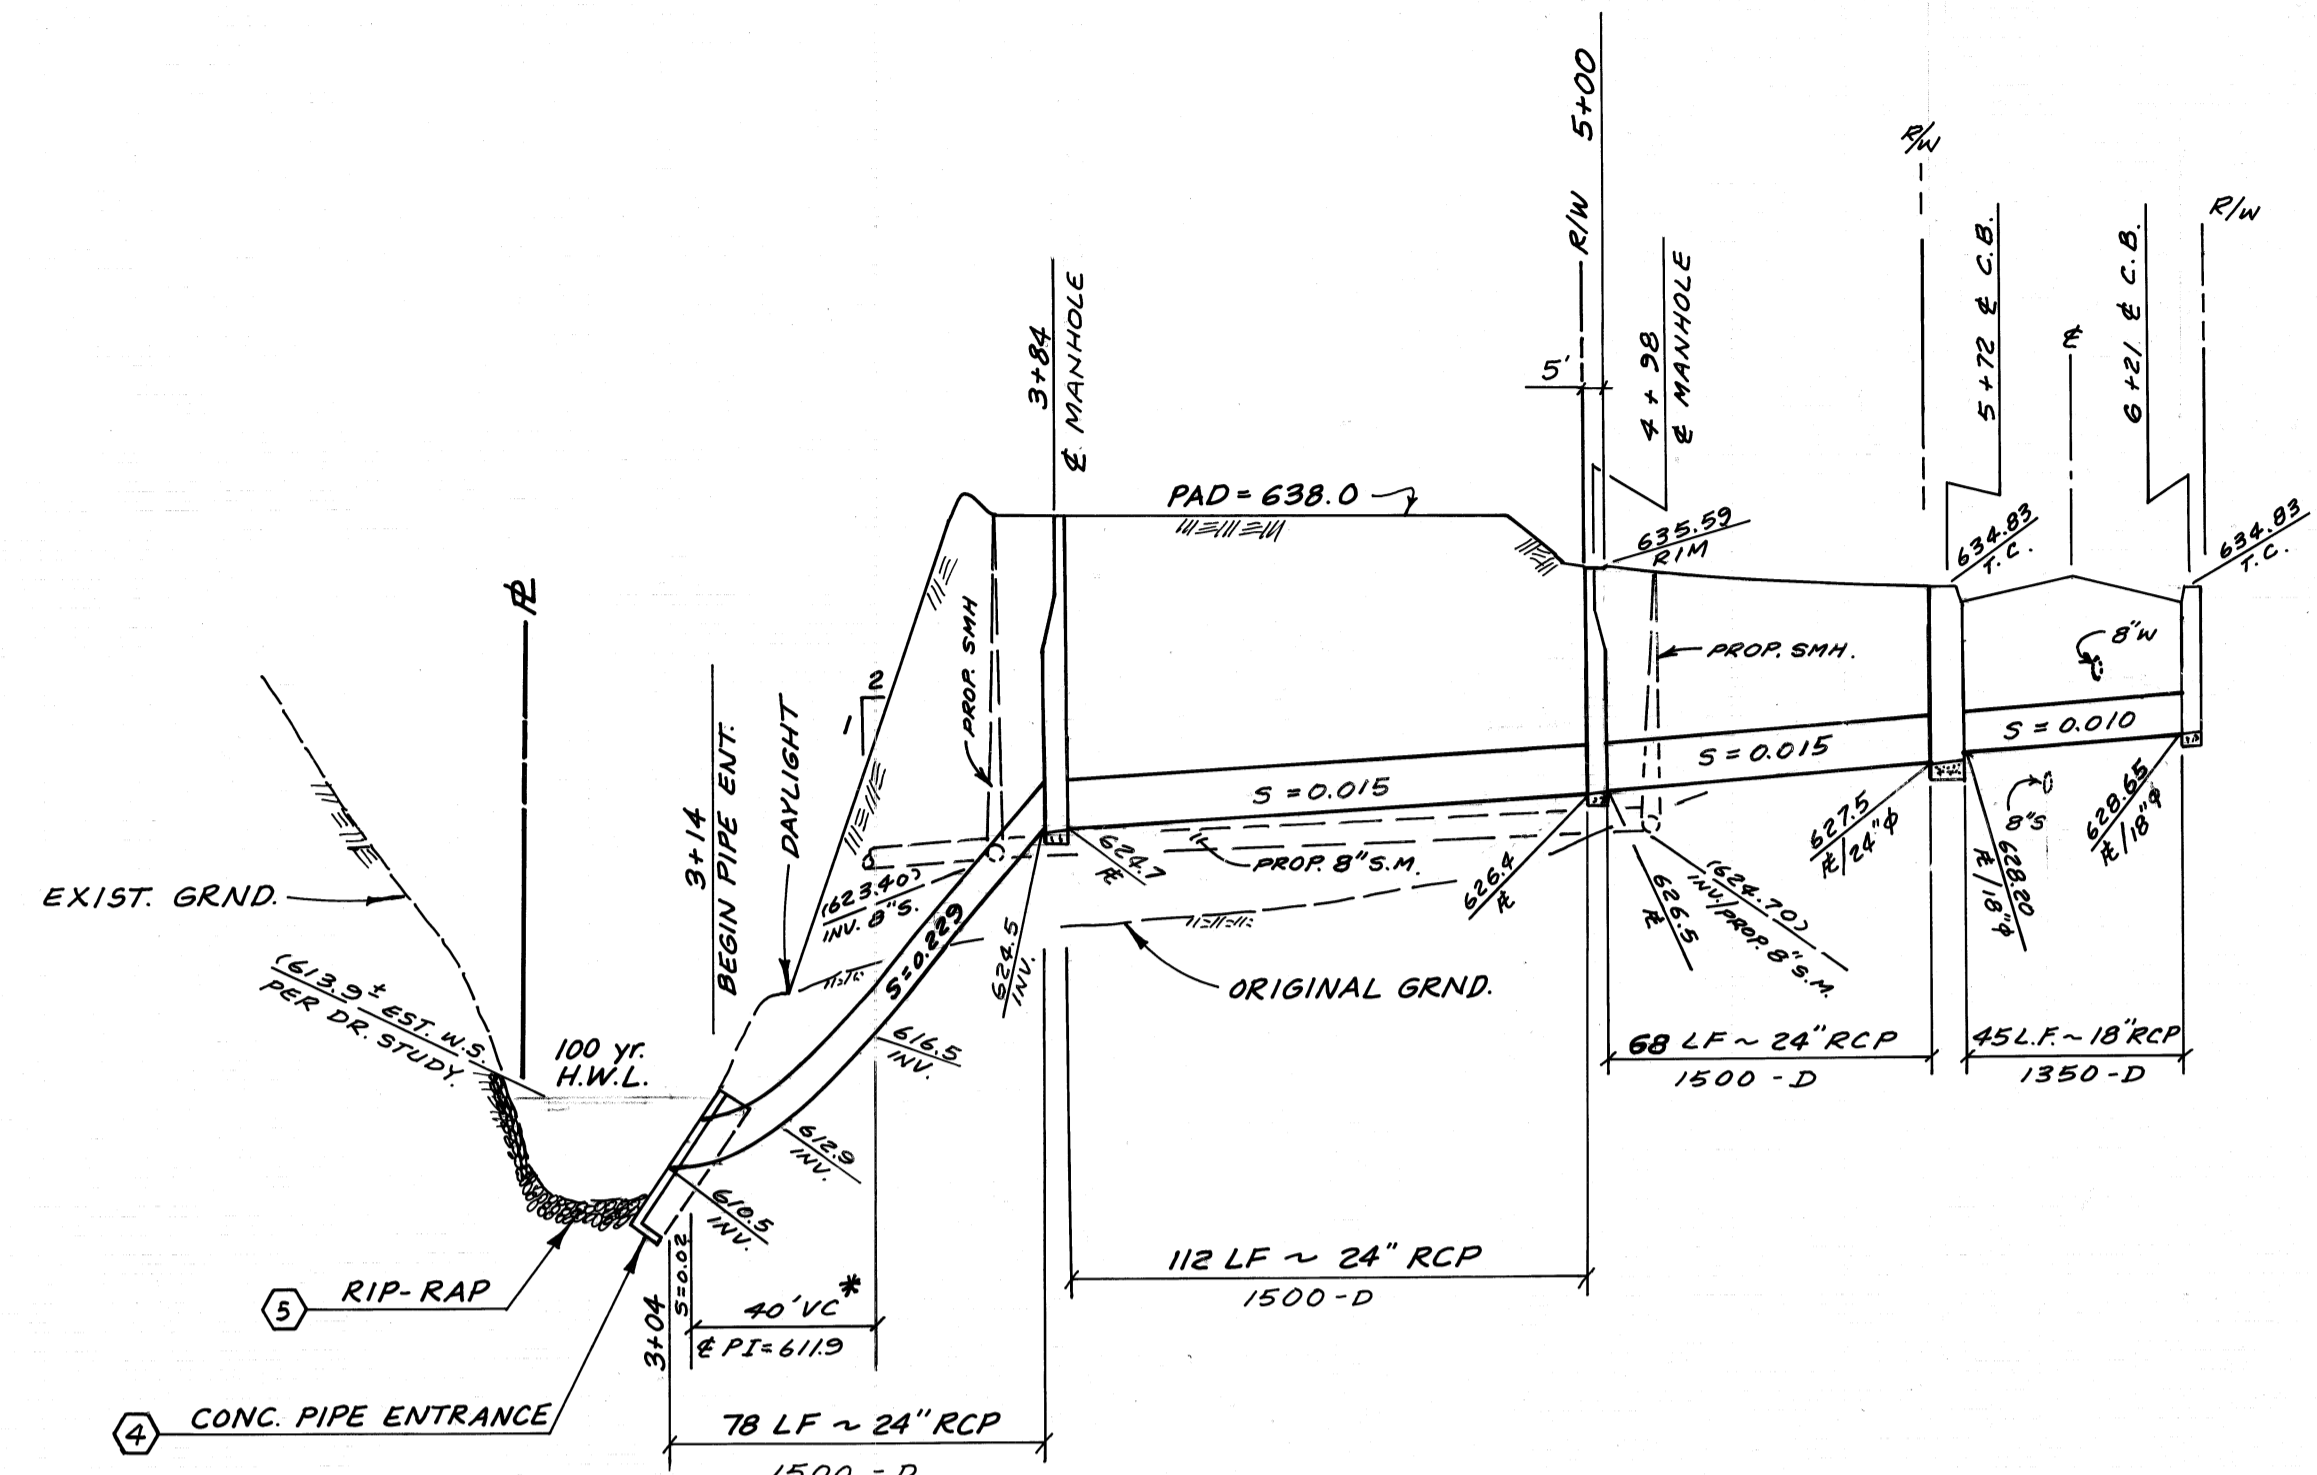 R/W 5+00
R/W
R/W
5+72 ℄ C.B.
6+21 ℄ C.B.
℄
3+84
℄ MANHOLE
5'
4+98
℄ MANHOLE
PAD = 638.0
635.59
RIM
634.83
T.C.
634.83
T.C.
PROP. SMH
PROP. SMH.
8"W
2
1
3+14
BEGIN PIPE ENT.
DAYLIGHT
S = 0.015
S = 0.015
S = 0.010
EXIST. GRND.
(623.40)
INV. 8"S.
S = 0.229
624.7
PROP. 8" S.M.
626.4
626.5
(624.70)
INV./PROP. 8" S.M.
627.5
/24"φ
628.20
/18"φ
8"S
628.65
/18"φ
624.5
INV.
ORIGINAL GRND.
(613.9± EST. W.S.
PER DR. STUDY.
100 yr.
H.W.L.
616.5
INV.
612.9
INV.
610.5
INV.
68 LF ~ 24" RCP
1500-D
45 L.F. ~ 18" RCP
1350-D
112 LF ~ 24" RCP
1500-D
5 RIP-RAP
3+04
S=0.02
40' VC*
℄ PI=611.9
4 CONC. PIPE ENTRANCE
78 LF ~ 24" RCP
1500-D